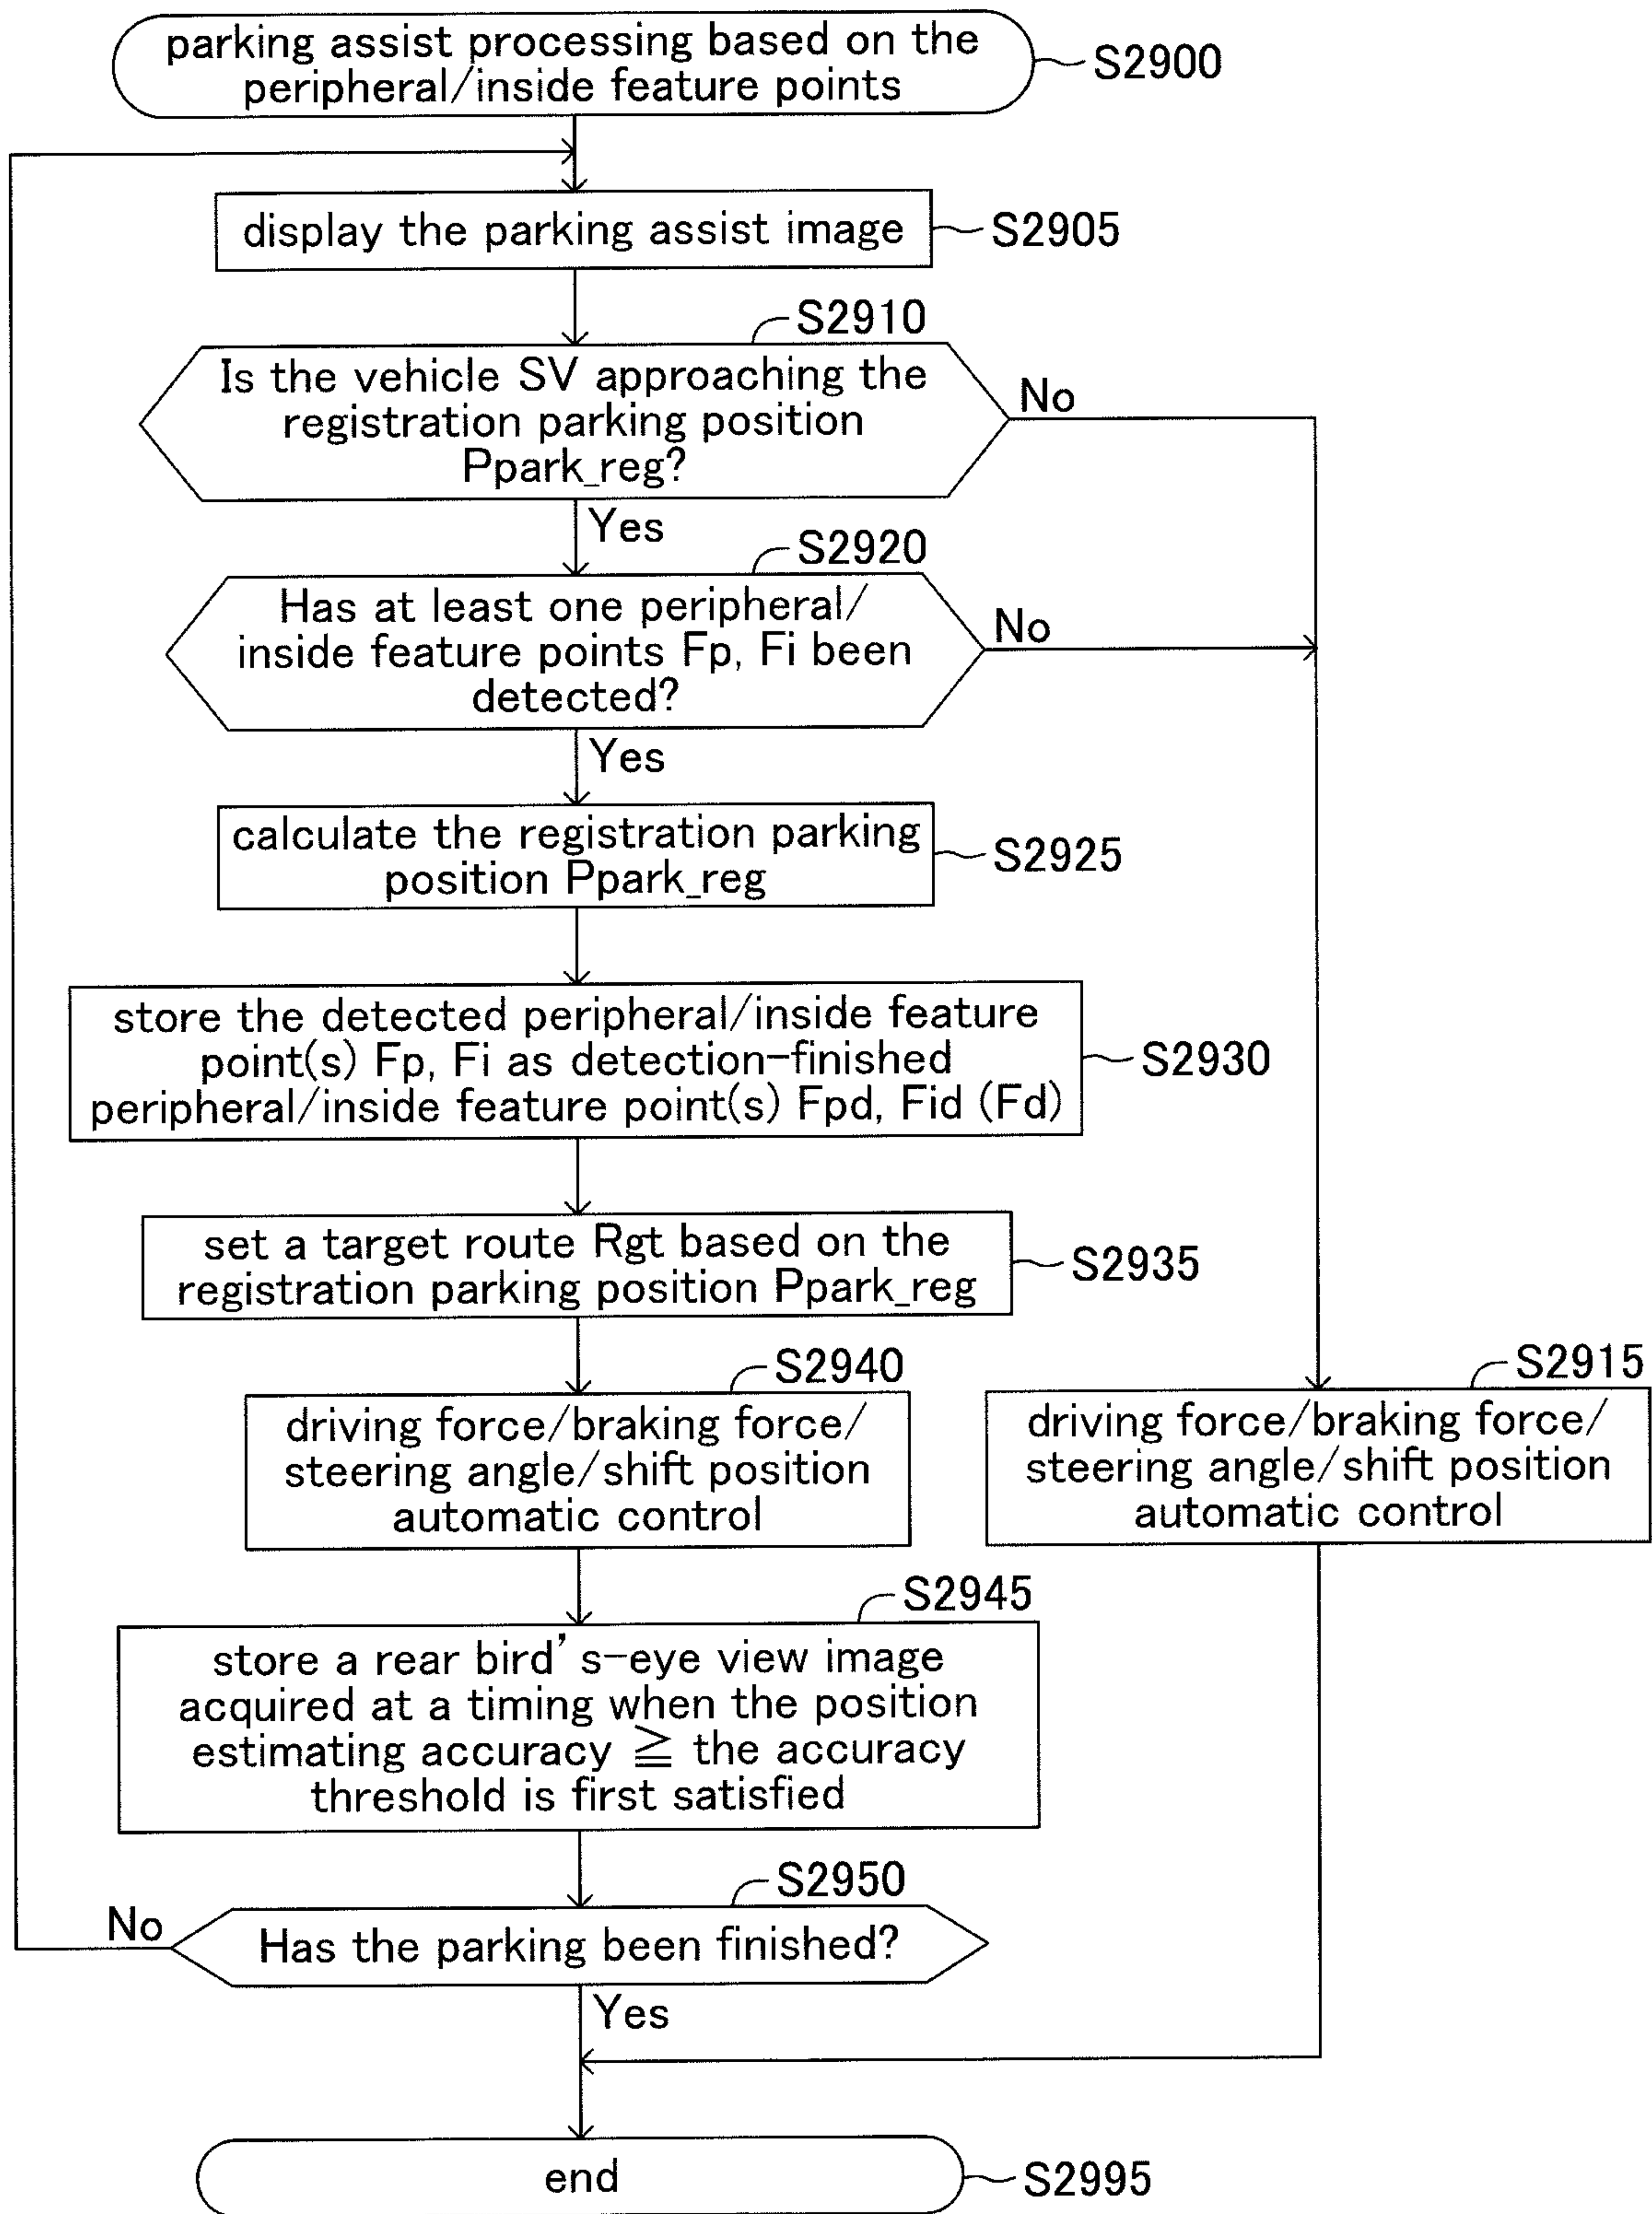 parking assist processing based on the
peripheral/inside feature points
S2900
display the parking assist image
S2905
S2910
Is the vehicle SV approaching the
registration parking position
Ppark_reg?
No
Yes
S2920
Has at least one peripheral/
inside feature points Fp, Fi been
detected?
No
Yes
calculate the registration parking
position Ppark_reg
S2925
store the detected peripheral/inside feature
point(s) Fp, Fi as detection-finished
peripheral/inside feature point(s) Fpd, Fid (Fd)
S2930
set a target route Rgt based on the
registration parking position Ppark_reg
S2935
S2940
driving force/braking force/
steering angle/shift position
automatic control
S2915
driving force/braking force/
steering angle/shift position
automatic control
S2945
store a rear bird's-eye view image
acquired at a timing when the position
estimating accuracy ≧ the accuracy
threshold is first satisfied
S2950
No
Has the parking been finished?
Yes
end
S2995